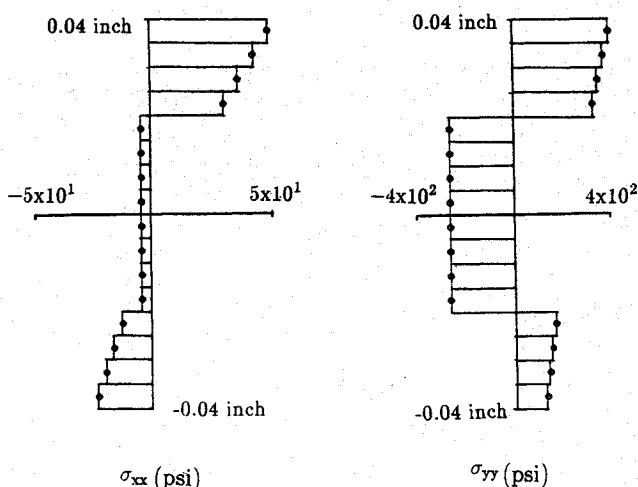 0.04 inch
0.04 inch
−5x10¹
5x10¹
−4x10²
4x10²
-0.04 inch
-0.04 inch
σxx (psi)
σyy (psi)